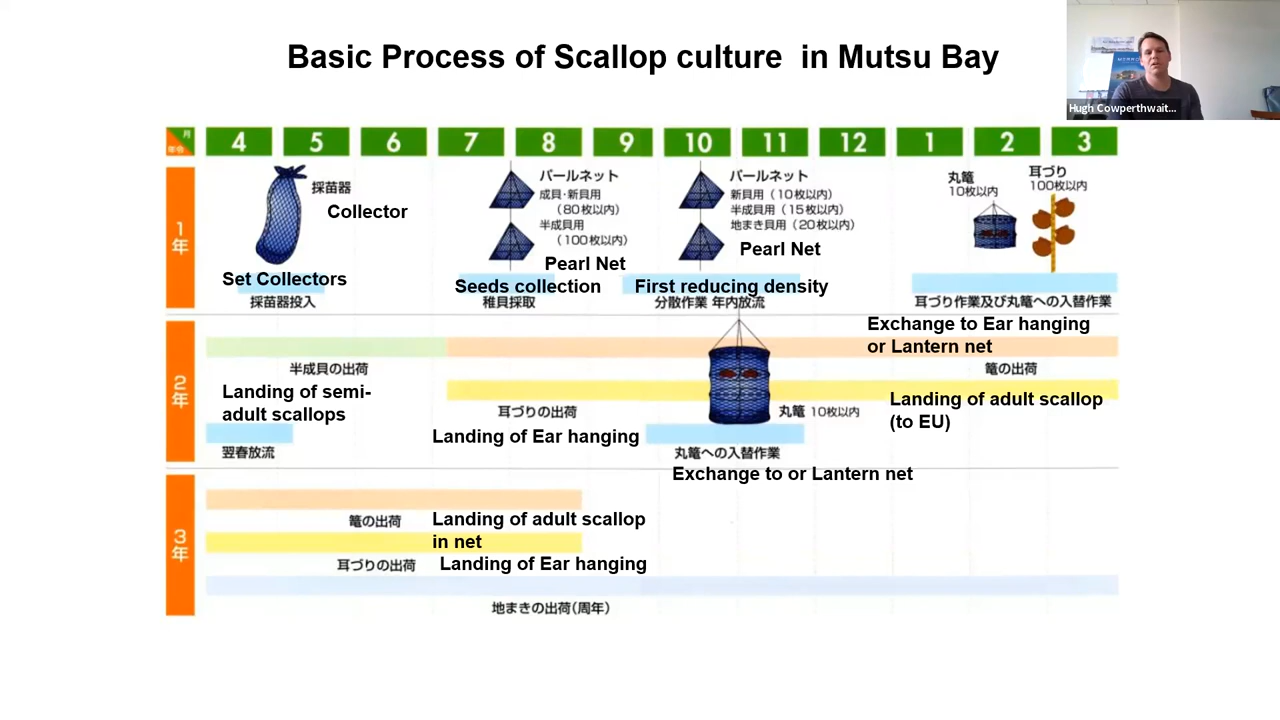 Basic Process of Scallop culture in Mutsu Bay
Hugh Cowperthwait...
月
4 5 6 7 8 9 10 11 12 1 2 3
1年
採苗器
Collector
Set Collectors
採苗器投入
パールネット
成貝・新貝用
(80枚以内)
半成貝用
(100枚以内)
Pearl Net
Seeds collection
稚貝採取
パールネット
新貝用(10枚以内)
半成貝用(15枚以内)
地まき貝用(20枚以内)
Pearl Net
First reducing density
分散作業 年内放流
丸篭
10枚以内
耳づり
100枚以内
耳づり作業及び丸篭への入替作業
Exchange to Ear hanging
or Lantern net
2年
半成貝の出荷
Landing of semi-
adult scallops
翌春放流
篭の出荷
耳づりの出荷
Landing of Ear hanging
丸篭 10枚以内
Landing of adult scallop
(to EU)
丸篭への入替作業
Exchange to or Lantern net
3年
篭の出荷
Landing of adult scallop
in net
耳づりの出荷
Landing of Ear hanging
地まきの出荷(周年)